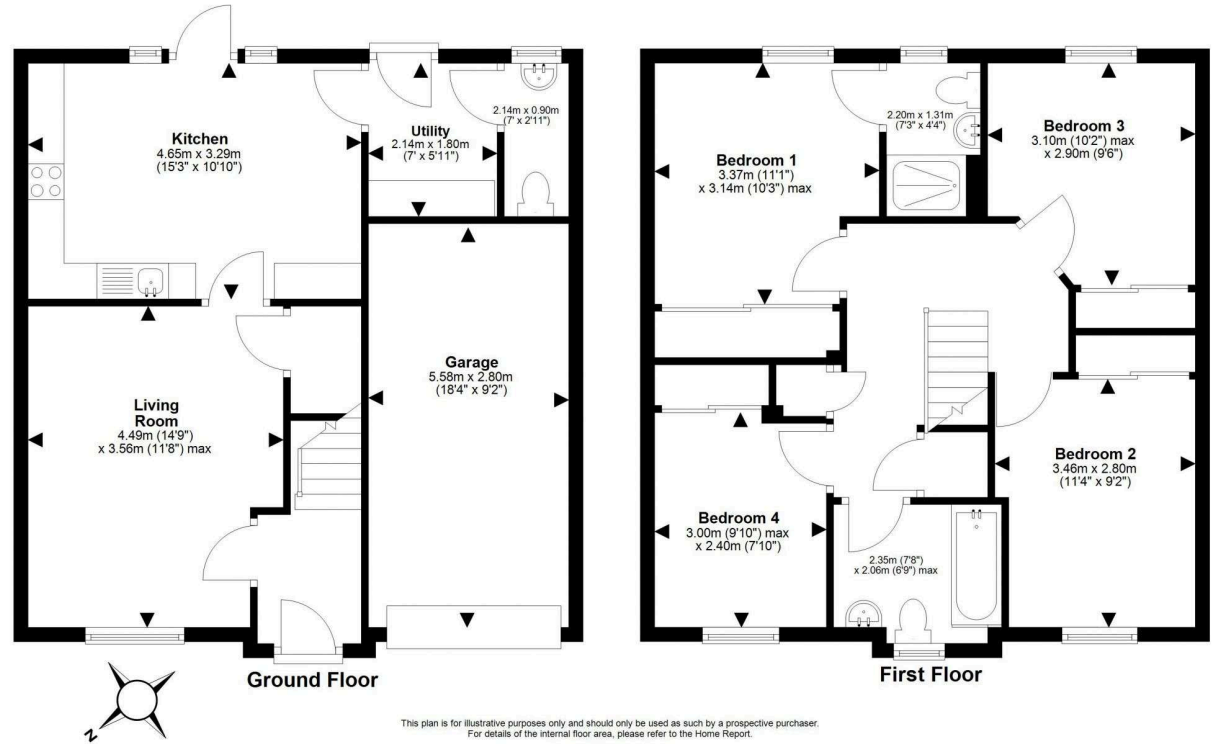 Kitchen
4.65m x 3.29m
(15'3" x 10'10")
Utility
2.14m x 1.80m
(7' x 5'11")
2.14m x 0.90m
(7' x 2'11")
Living
Room
4.49m (14'9")
x 3.56m (11'8") max
Garage
5.58m x 2.80m
(18'4" x 9'2")
Ground Floor
N
Bedroom 1
3.37m (11'1")
x 3.14m (10'3") max
2.20m x 1.31m
(7'3" x 4'4")
Bedroom 3
3.10m (10'2") max
x 2.90m (9'6")
Bedroom 2
3.46m x 2.80m
(11'4" x 9'2")
Bedroom 4
3.00m (9'10") max
x 2.40m (7'10")
2.35m (7'8")
x 2.06m (6'9") max
First Floor
This plan is for illustrative purposes only and should only be used as such by a prospective purchaser.
For details of the internal floor area, please refer to the Home Report.